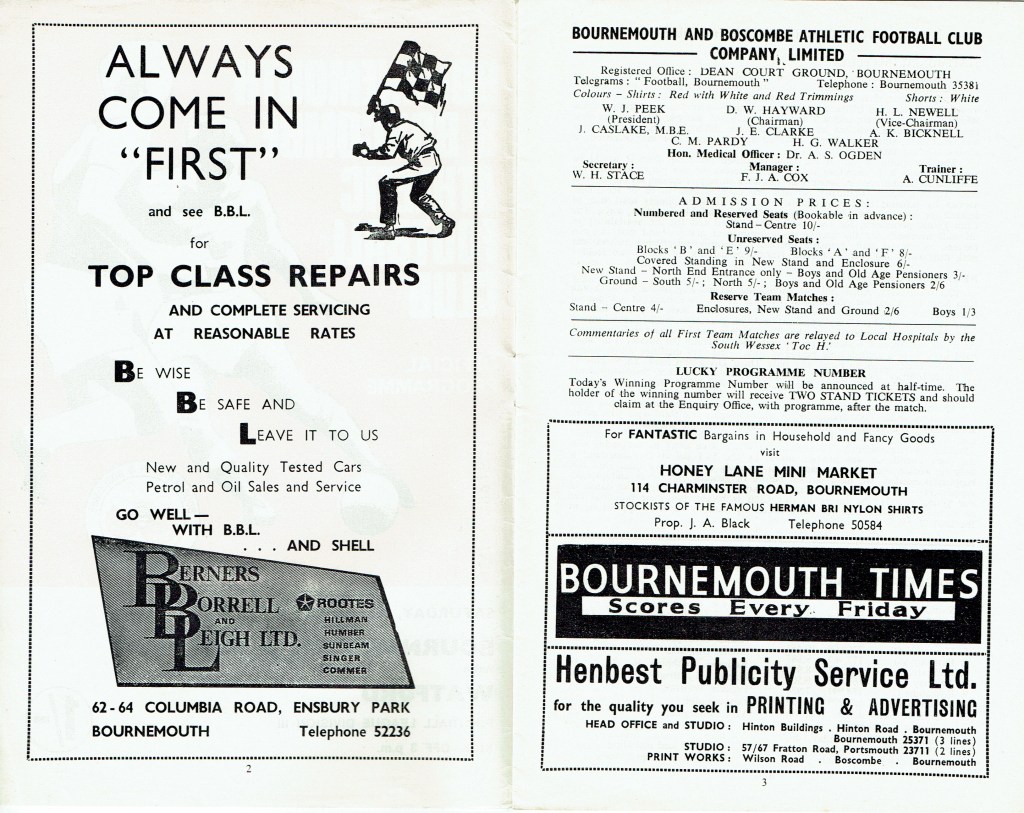 ALWAYS
COME IN
"FIRST"
and see B.B.L.
for
TOP CLASS REPAIRS
AND COMPLETE SERVICING
AT REASONABLE RATES
BE WISE
BE SAFE AND
LEAVE IT TO US
New and Quality Tested Cars
Petrol and Oil Sales and Service
GO WELL—
WITH B.B.L.
. . . AND SHELL
BERNERS
BORRELL
AND
LEIGH LTD.
ROOTES
HILLMAN
HUMBER
SUNBEAM
SINGER
COMMER
62-64 COLUMBIA ROAD, ENSBURY PARK
BOURNEMOUTH Telephone 52236
2
BOURNEMOUTH AND BOSCOMBE ATHLETIC FOOTBALL CLUB
COMPANY, LIMITED
Registered Office : DEAN COURT GROUND, BOURNEMOUTH
Telegrams : "Football, Bournemouth" Telephone : Bournemouth 35381
Colours – Shirts : Red with White and Red Trimmings Shorts : White
W. J. PEEK D. W. HAYWARD H. L. NEWELL
(President) (Chairman) (Vice-Chairman)
J. CASLAKE, M.B.E. J. E. CLARKE A. K. BICKNELL
C. M. PARDY H. G. WALKER
Hon. Medical Officer : Dr. A. S. OGDEN
Secretary : Manager : Trainer :
W. H. STACE F. J. A. COX A. CUNLIFFE
ADMISSION PRICES :
Numbered and Reserved Seats (Bookable in advance) :
Stand – Centre 10/-
Unreserved Seats :
Blocks 'B' and 'E' 9/- Blocks 'A' and 'F' 8/-
Covered Standing in New Stand and Enclosure 6/-
New Stand – North End Entrance only – Boys and Old Age Pensioners 3/-
Ground – South 5/- ; North 5/- ; Boys and Old Age Pensioners 2/6
Reserve Team Matches :
Stand – Centre 4/- Enclosures, New Stand and Ground 2/6 Boys 1/3
Commentaries of all First Team Matches are relayed to Local Hospitals by the
South Wessex 'Toc H.'
LUCKY PROGRAMME NUMBER
Today's Winning Programme Number will be announced at half-time. The
holder of the winning number will receive TWO STAND TICKETS and should
claim at the Enquiry Office, with programme, after the match.
For FANTASTIC Bargains in Household and Fancy Goods
visit
HONEY LANE MINI MARKET
114 CHARMINSTER ROAD, BOURNEMOUTH
STOCKISTS OF THE FAMOUS HERMAN BRI NYLON SHIRTS
Prop. J. A. Black Telephone 50584
BOURNEMOUTH TIMES
Scores Every Friday
Henbest Publicity Service Ltd.
for the quality you seek in PRINTING & ADVERTISING
HEAD OFFICE AND STUDIO : Hinton Buildings . Hinton Road . Bournemouth
Bournemouth 25371 (3 lines)
STUDIO : 57/67 Fratton Road, Portsmouth 23711 (2 lines)
PRINT WORKS : Wilson Road . Boscombe . Bournemouth
3